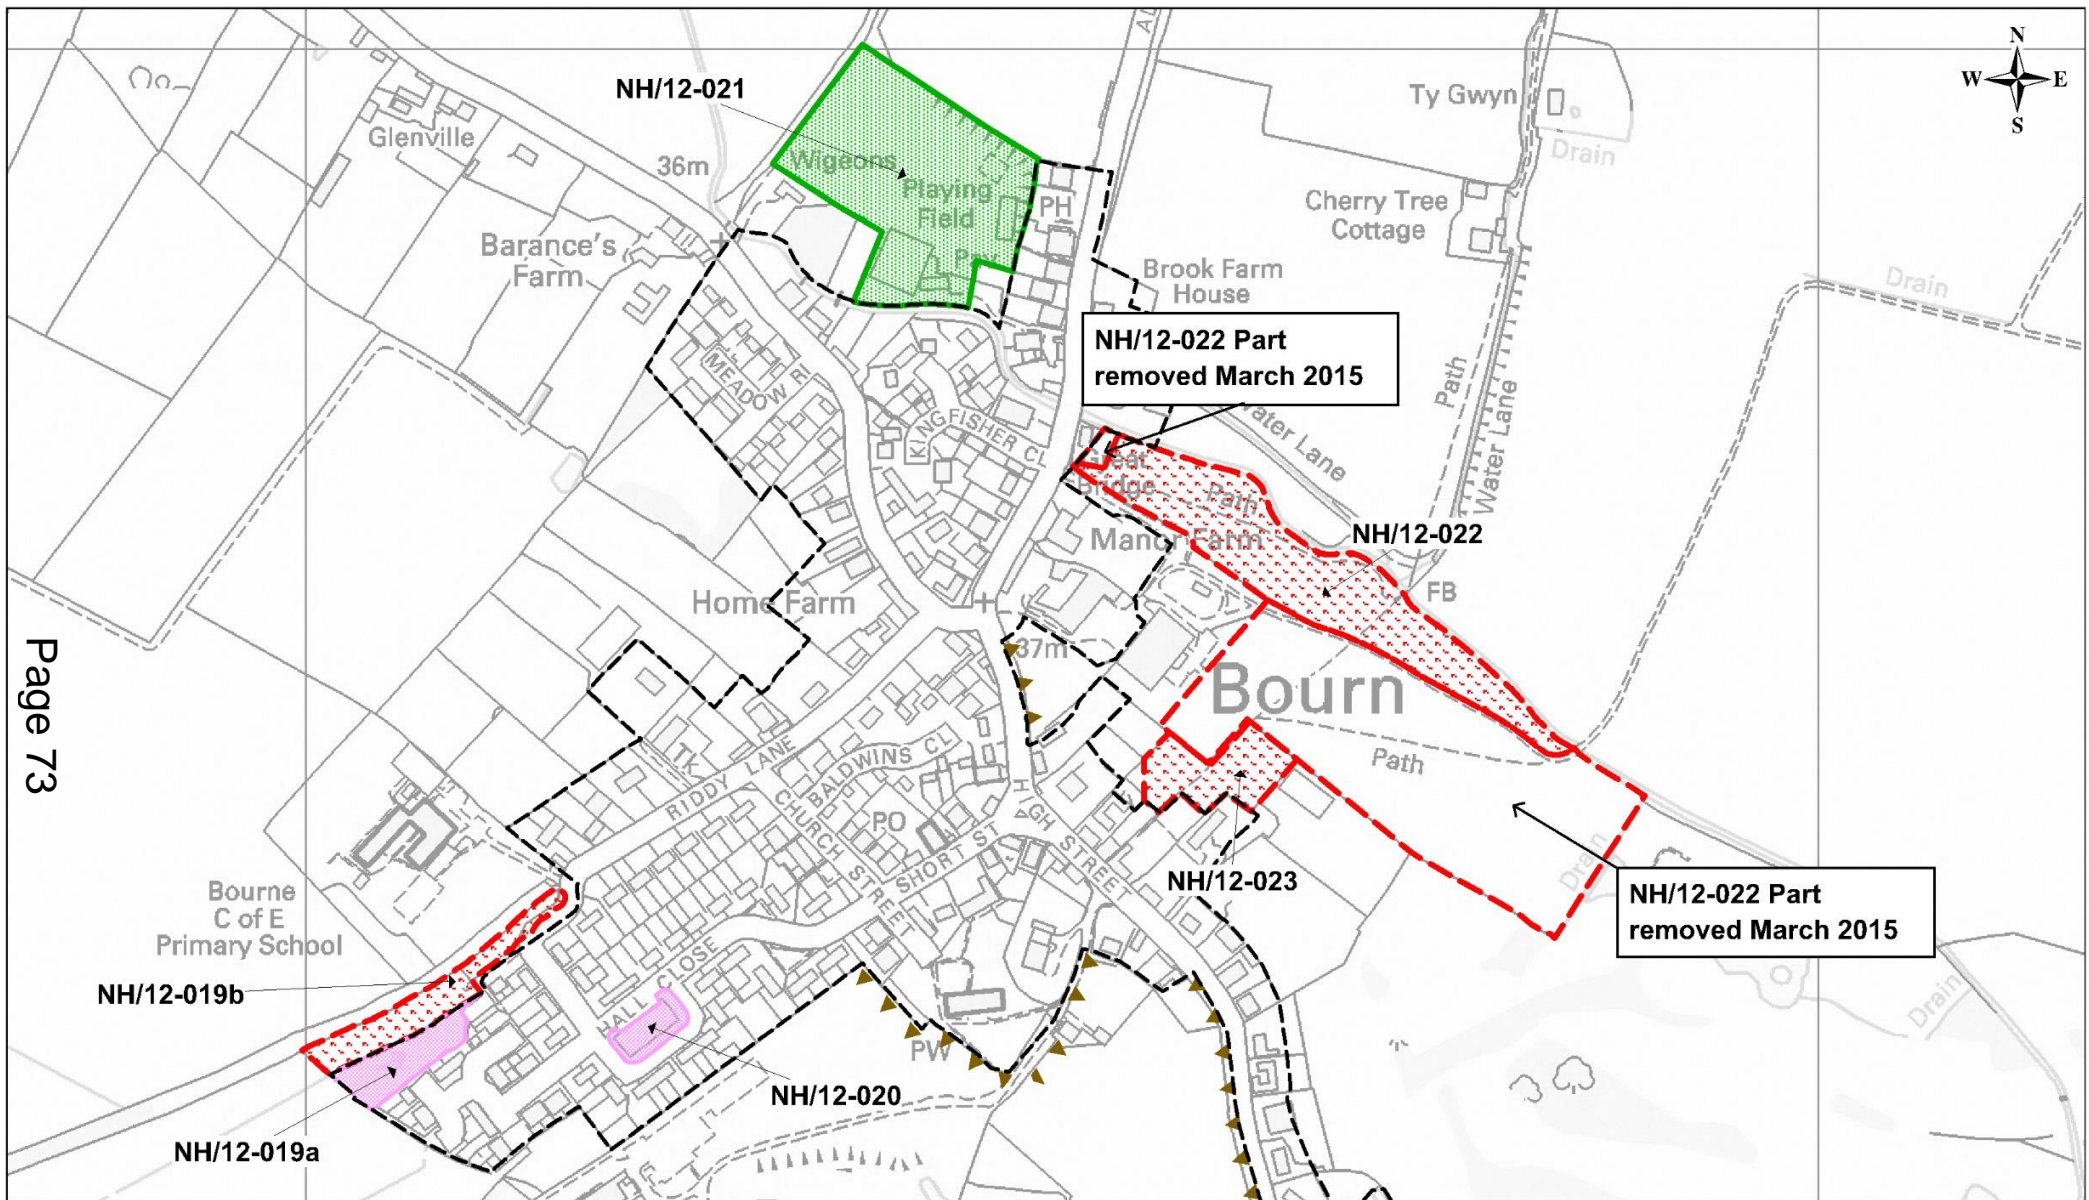 N
W E
S
AL
NH/12-021
Ty Gwyn
Glenville
Drain
36m
Wigeons
Playing
Field
PH
Cherry Tree
Cottage
Barance's
Farm
Brook Farm
House
Drain
NH/12-022 Part
removed March 2015
MEADOW RI
KINGFISHER CL
Path
Water Lane
Water Lane
Great
Bridge
Path
Manor Farm
NH/12-022
FB
Home Farm
37m
Page 73
Bourn
Path
TK
RIDDY LANE
BALDWINS CL
CHURCH STREET
PO
SHORT ST
HIGH STREET
NH/12-023
Drain
NH/12-022 Part
removed March 2015
Bourne
C of E
Primary School
NH/12-019b
HAL CLOSE
PW
Drain
NH/12-020
NH/12-019a